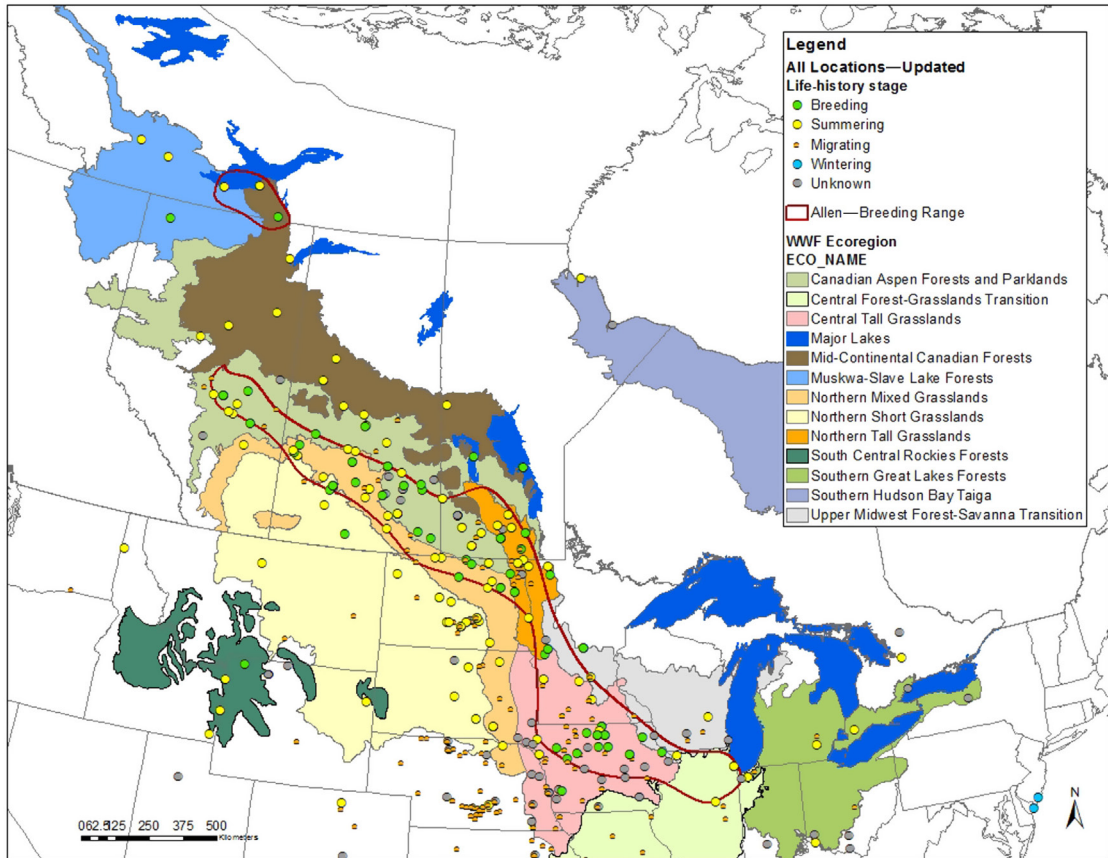 Legend
All Locations—Updated
Life-history stage
Breeding
Summering
Migrating
Wintering
Unknown
Allen—Breeding Range
WWF Ecoregion
ECO_NAME
Canadian Aspen Forests and Parklands
Central Forest-Grasslands Transition
Central Tall Grasslands
Major Lakes
Mid-Continental Canadian Forests
Muskwa-Slave Lake Forests
Northern Mixed Grasslands
Northern Short Grasslands
Northern Tall Grasslands
South Central Rockies Forests
Southern Great Lakes Forests
Southern Hudson Bay Taiga
Upper Midwest Forest-Savanna Transition
062.5125 250 375 500
Kilometers
N